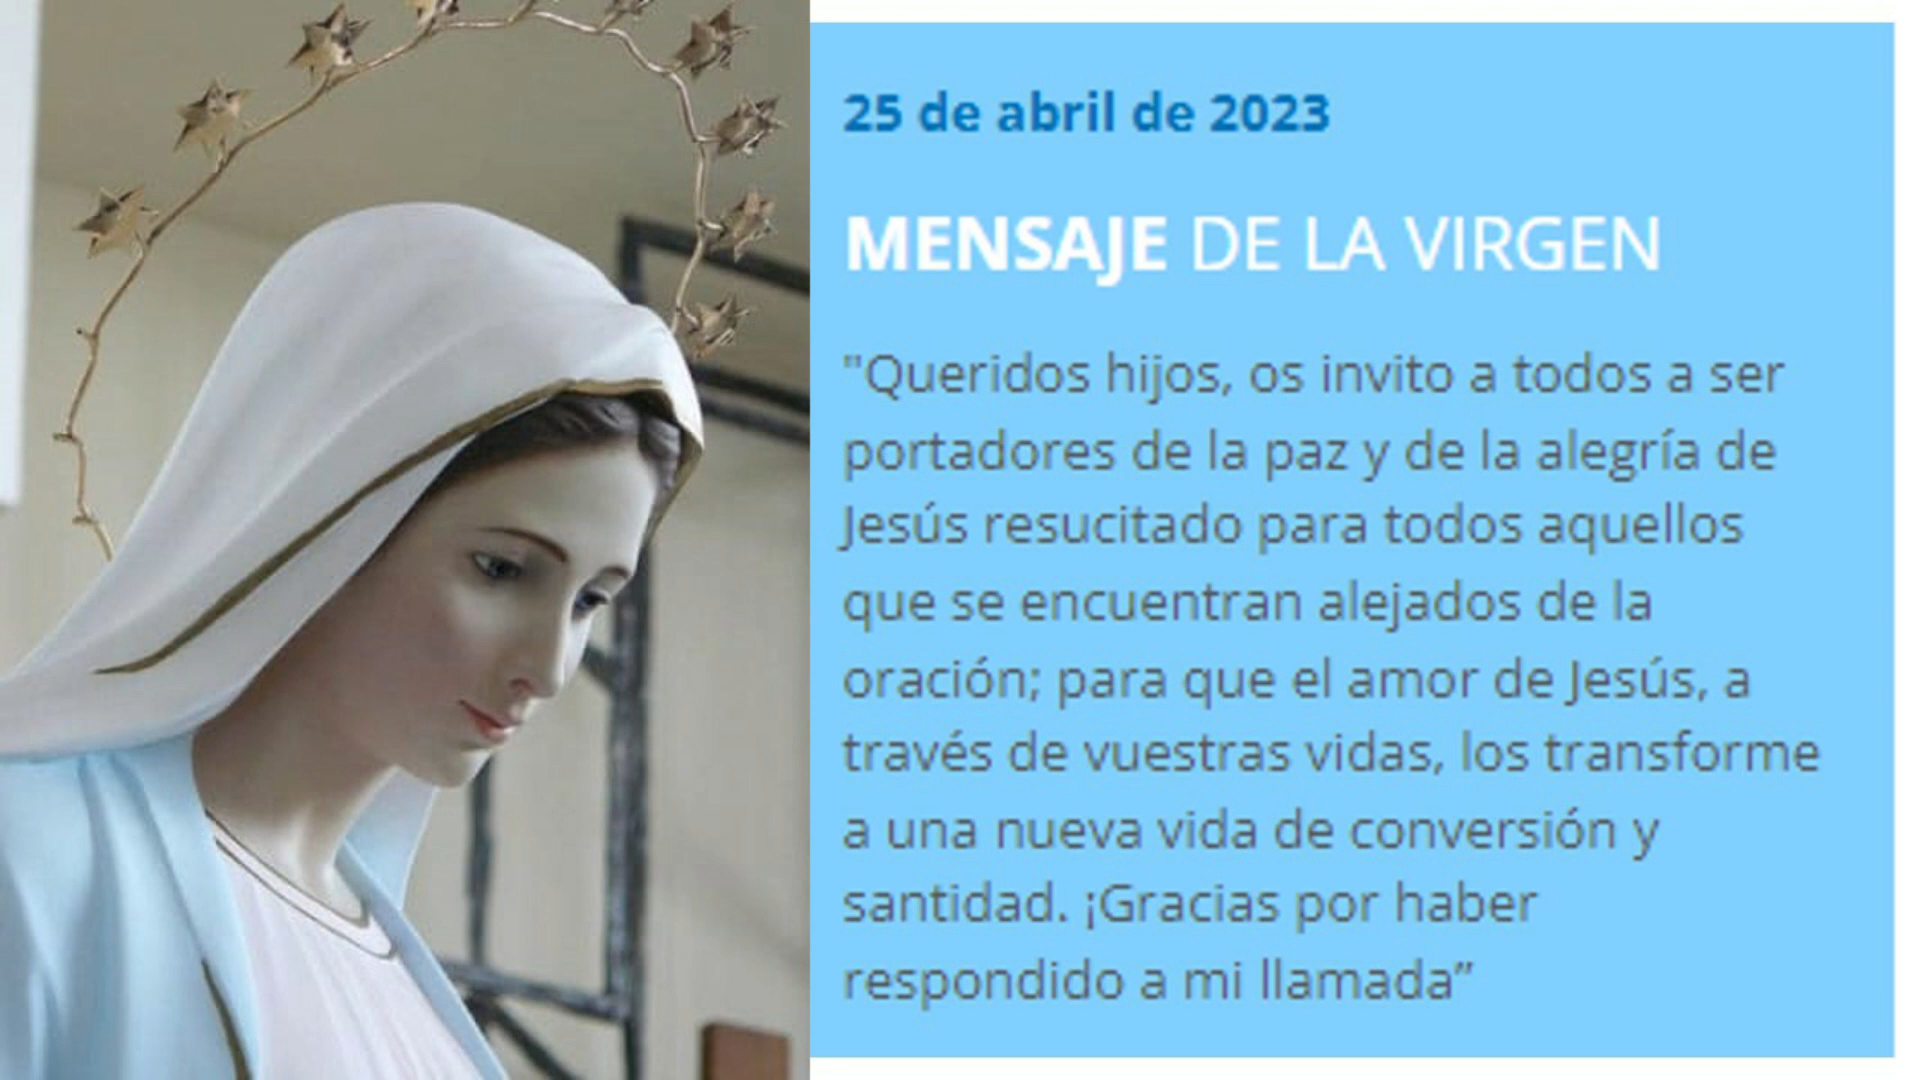 25 de abril de 2023
MENSAJE DE LA VIRGEN
"Queridos hijos, os invito a todos a ser
portadores de la paz y de la alegría de
Jesús resucitado para todos aquellos
que se encuentran alejados de la
oración; para que el amor de Jesús, a
través de vuestras vidas, los transforme
a una nueva vida de conversión y
santidad. ¡Gracias por haber
respondido a mi llamada”